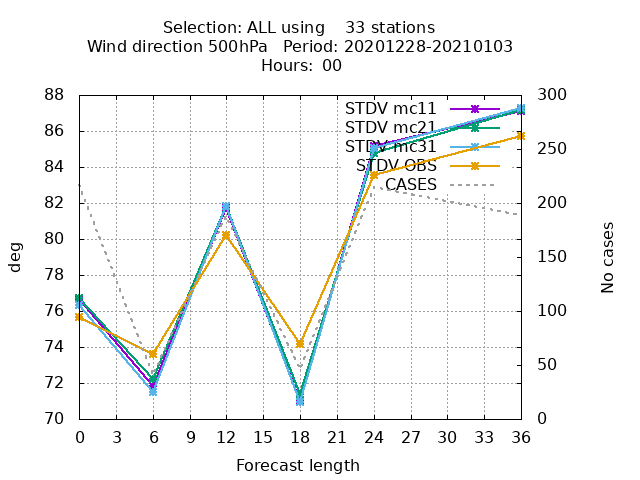 Selection: ALL using    33 stations
Wind direction 500hPa   Period: 20201228-20210103
Hours: 00
88
86
84
82
80
78
76
74
72
70
deg
300
250
200
150
100
50
0
No cases
STDV mc11
STDV mc21
STDV mc31
STDV OBS
CASES
0 3 6 9 12 15 18 21 24 27 30 33 36
Forecast length